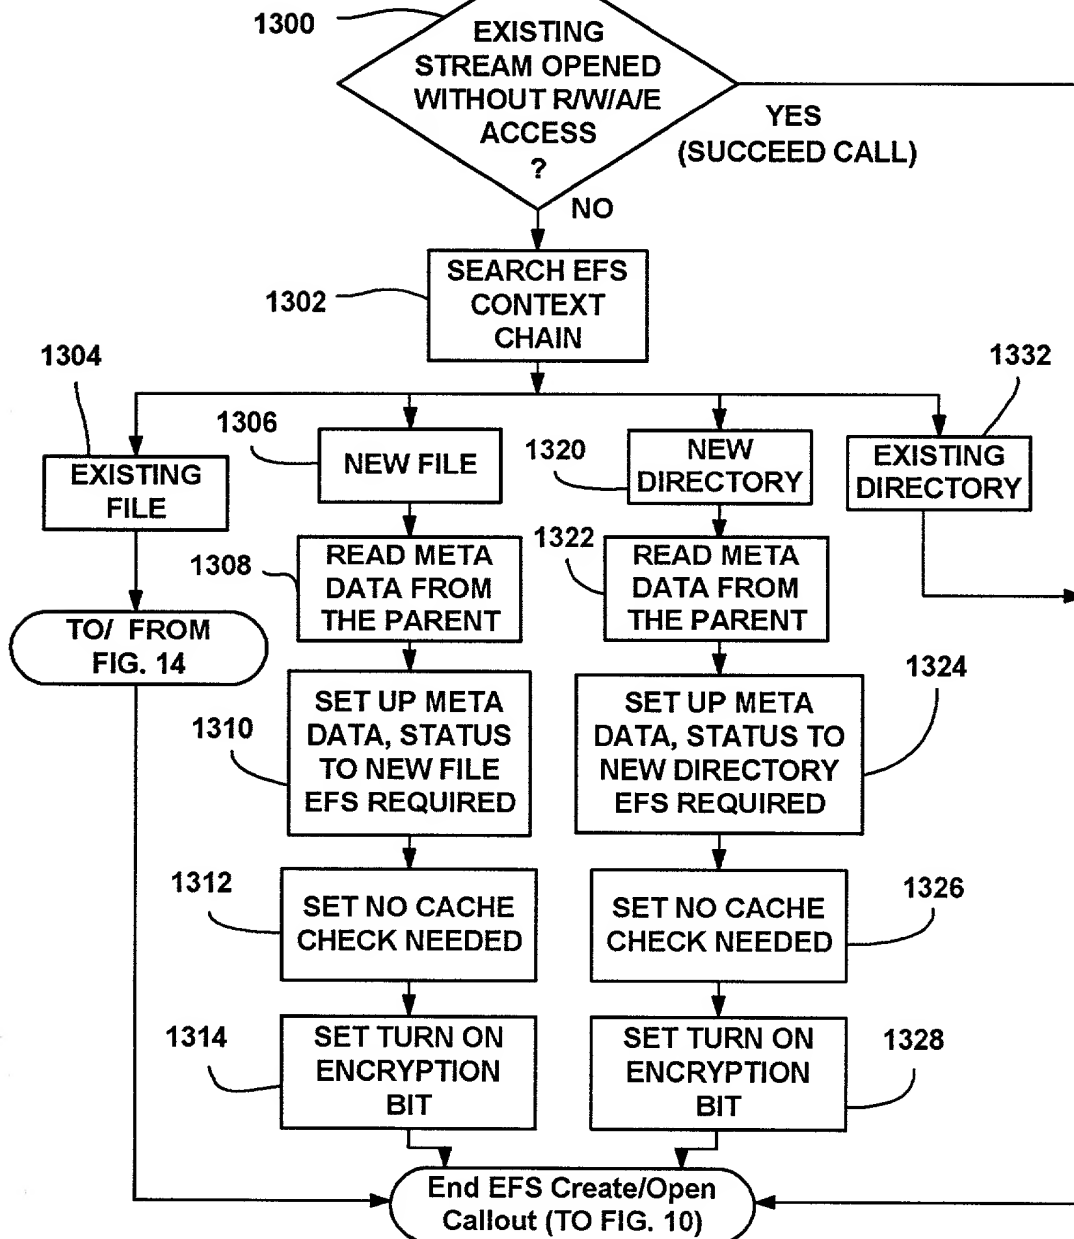 1300
EXISTING
STREAM OPENED
WITHOUT R/W/A/E
ACCESS
?
YES
(SUCCEED CALL)
NO
1302
SEARCH EFS
CONTEXT
CHAIN
1304
1332
1306
1320
EXISTING
FILE
NEW FILE
NEW
DIRECTORY
EXISTING
DIRECTORY
1308
READ META
DATA FROM
THE PARENT
1322
READ META
DATA FROM
THE PARENT
TO/ FROM
FIG. 14
1310
SET UP META
DATA, STATUS
TO NEW FILE
EFS REQUIRED
1324
SET UP META
DATA, STATUS TO
NEW DIRECTORY
EFS REQUIRED
1312
SET NO CACHE
CHECK NEEDED
1326
SET NO CACHE
CHECK NEEDED
1314
SET TURN ON
ENCRYPTION
BIT
1328
SET TURN ON
ENCRYPTION
BIT
End EFS Create/Open
Callout (TO FIG. 10)